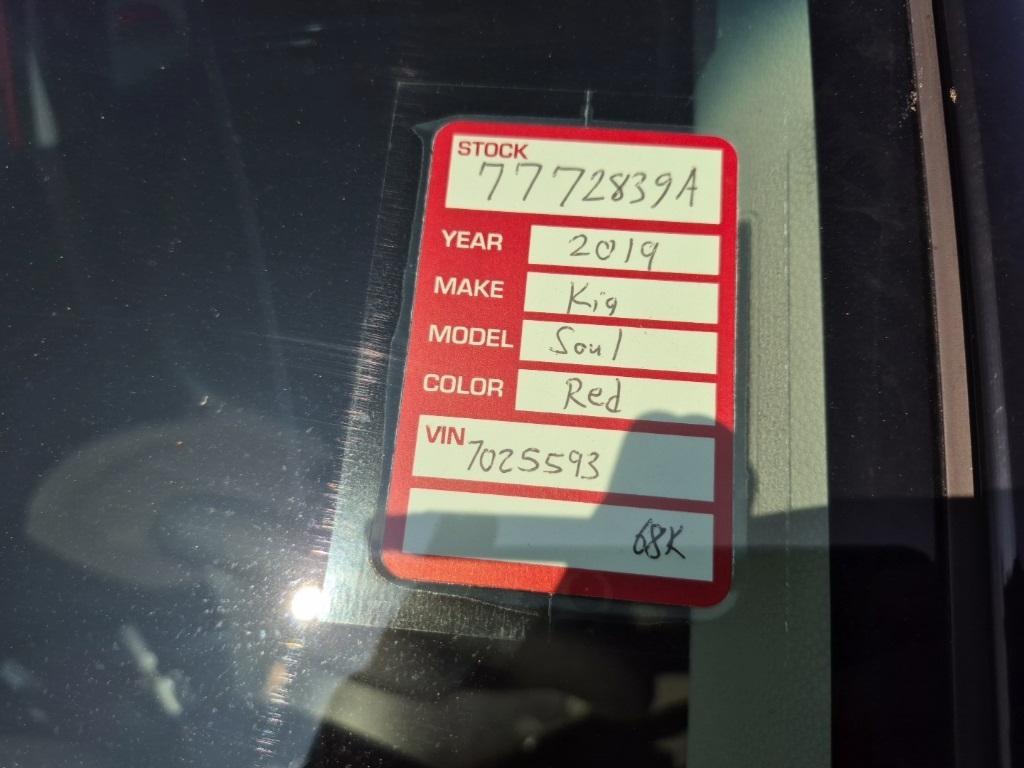 STOCK
7772839A
YEAR 2019
MAKE Kia
MODEL Soul
COLOR Red
VIN 7025593
68K